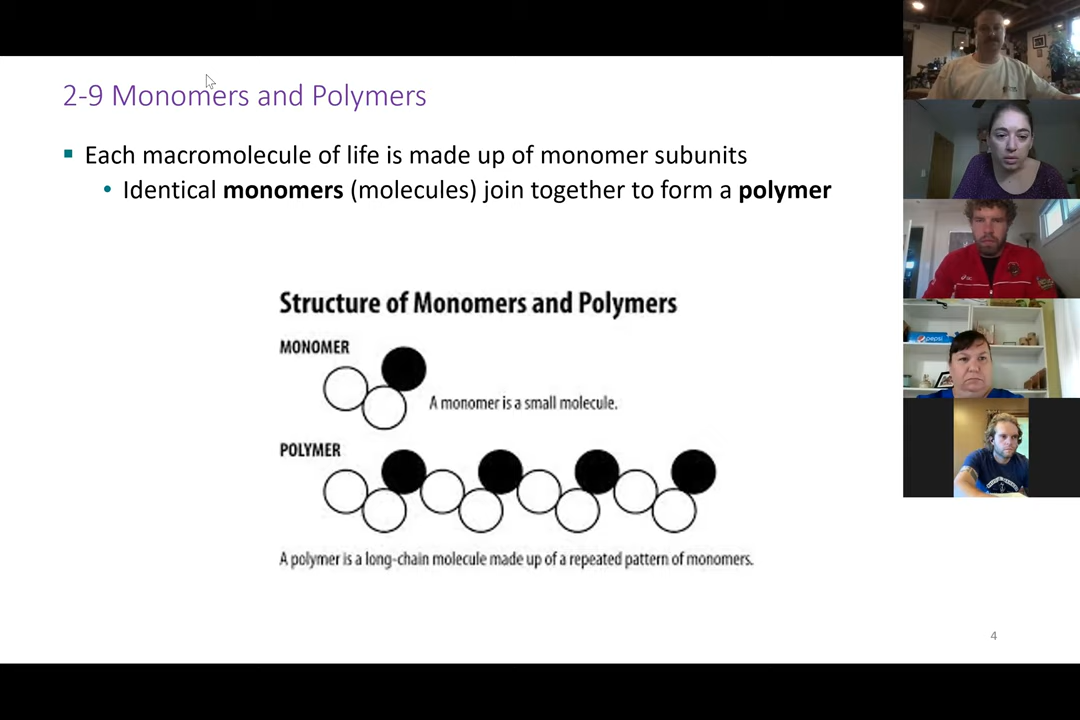 2-9 Monomers and Polymers
Each macromolecule of life is made up of monomer subunits
Identical monomers (molecules) join together to form a polymer
Structure of Monomers and Polymers
MONOMER
A monomer is a small molecule.
POLYMER
A polymer is a long-chain molecule made up of a repeated pattern of monomers.
4
pepsi